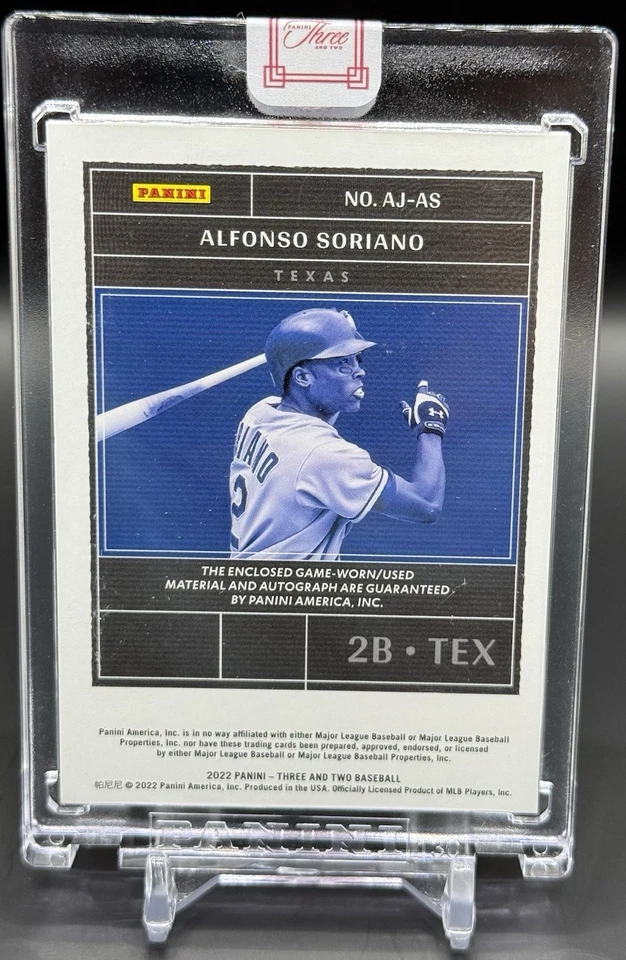 PANINI
Three
AND TWO
PANINI
NO. AJ-AS
ALFONSO SORIANO
TEXAS
RIANO
2
THE ENCLOSED GAME-WORN/USED
MATERIAL AND AUTOGRAPH ARE GUARANTEED
BY PANINI AMERICA, INC.
2B • TEX
Panini America, Inc. is in no way affiliated with either Major League Baseball or Major League Baseball
Properties, Inc. nor have these trading cards been prepared, approved, endorsed, or licensed
by either Major League Baseball or Major League Baseball Properties, Inc.
2022 PANINI – THREE AND TWO BASEBALL
帕尼尼 © 2022 Panini America, Inc. Produced in the USA. Officially Licensed Product of MLB Players, Inc.
PANINI